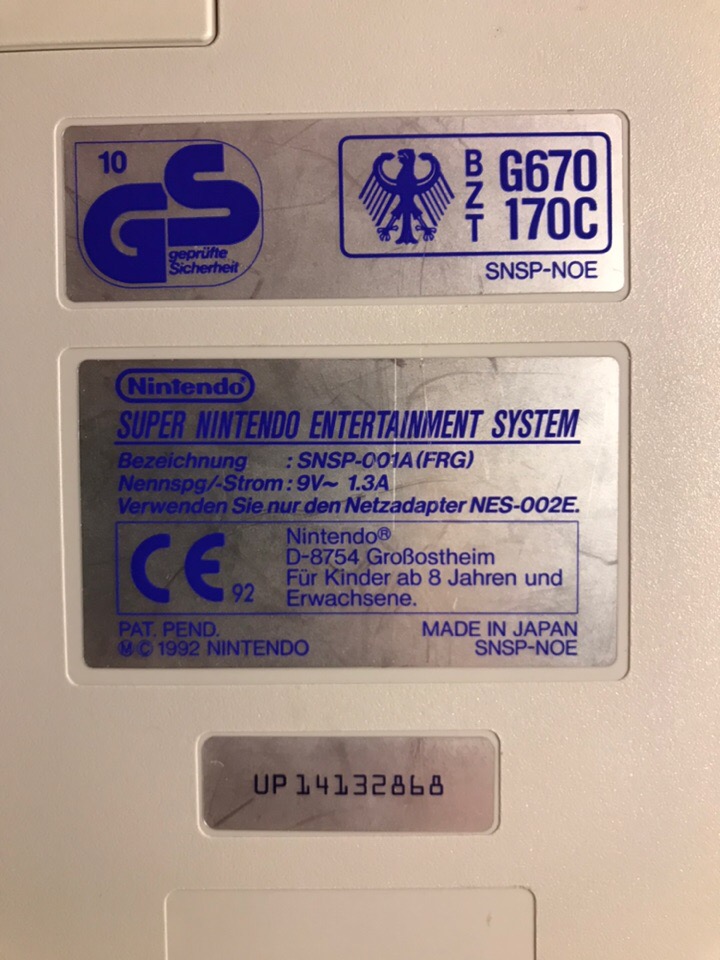 10
GS
geprüfte
Sicherheit
BZT
G670
170C
SNSP-NOE
Nintendo®
SUPER NINTENDO ENTERTAINMENT SYSTEM
Bezeichnung : SNSP-001A(FRG)
Nennspg/-Strom : 9V~ 1.3A
Verwenden Sie nur den Netzadapter NES-002E.
CE 92
Nintendo®
D-8754 Großostheim
Für Kinder ab 8 Jahren und
Erwachsene.
PAT. PEND.
Ⓜ© 1992 NINTENDO
MADE IN JAPAN
SNSP-NOE
UP 14132868